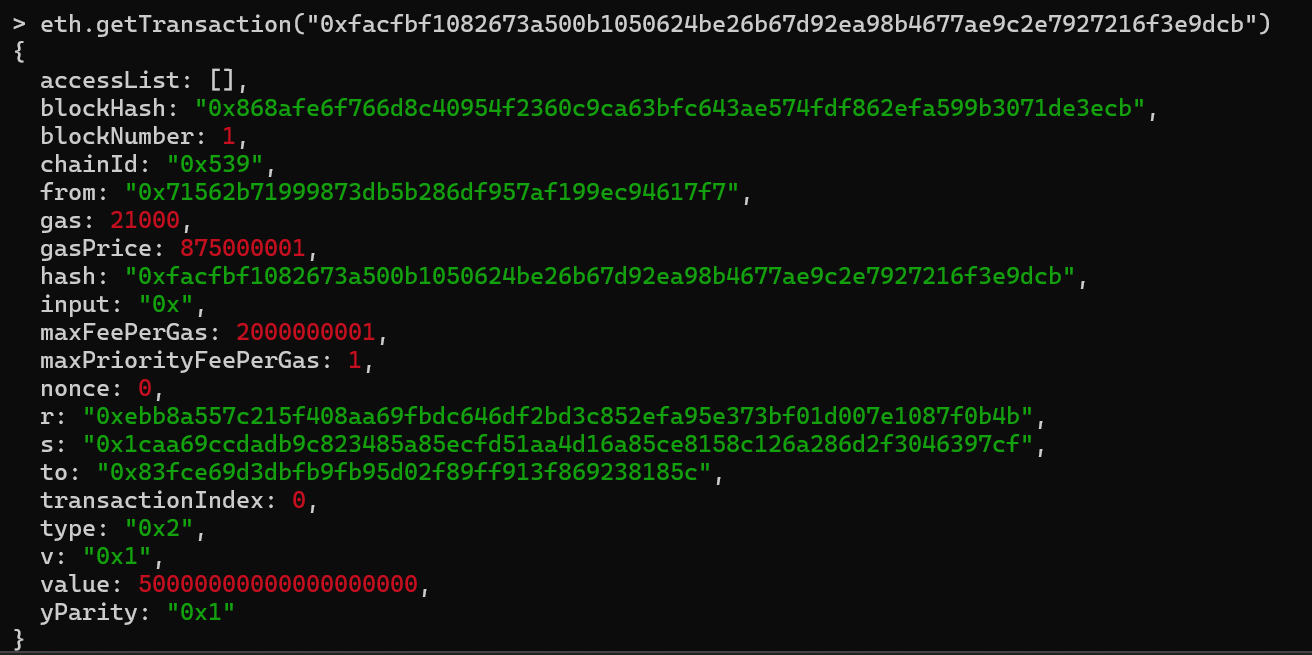 > eth.getTransaction("0xfacfbf1082673a500b1050624be26b67d92ea98b4677ae9c2e7927216f3e9dcb")
{
  accessList: [],
  blockHash: "0x868afe6f766d8c40954f2360c9ca63bfc643ae574fdf862efa599b3071de3ecb",
  blockNumber: 1,
  chainId: "0x539",
  from: "0x71562b71999873db5b286df957af199ec94617f7",
  gas: 21000,
  gasPrice: 875000001,
  hash: "0xfacfbf1082673a500b1050624be26b67d92ea98b4677ae9c2e7927216f3e9dcb",
  input: "0x",
  maxFeePerGas: 2000000001,
  maxPriorityFeePerGas: 1,
  nonce: 0,
  r: "0xebb8a557c215f408aa69fbdc646df2bd3c852efa95e373bf01d007e1087f0b4b",
  s: "0x1caa69ccdadb9c823485a85ecfd51aa4d16a85ce8158c126a286d2f3046397cf",
  to: "0x83fce69d3dbfb9fb95d02f89ff913f869238185c",
  transactionIndex: 0,
  type: "0x2",
  v: "0x1",
  value: 50000000000000000000,
  yParity: "0x1"
}